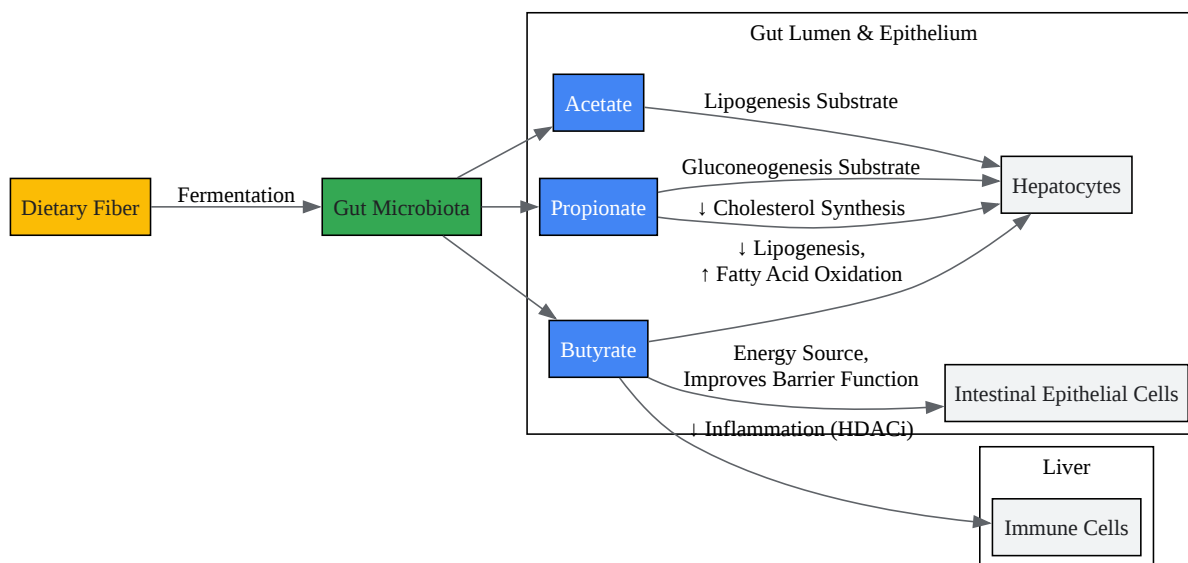 Gut Lumen & Epithelium
Acetate
Lipogenesis Substrate
Dietary Fiber
Fermentation
Gut Microbiota
Propionate
Gluconeogenesis Substrate
↓ Cholesterol Synthesis
Hepatocytes
↓ Lipogenesis,
↑ Fatty Acid Oxidation
Butyrate
Energy Source,
Improves Barrier Function
Intestinal Epithelial Cells
↓ Inflammation (HDACi)
Liver
Immune Cells